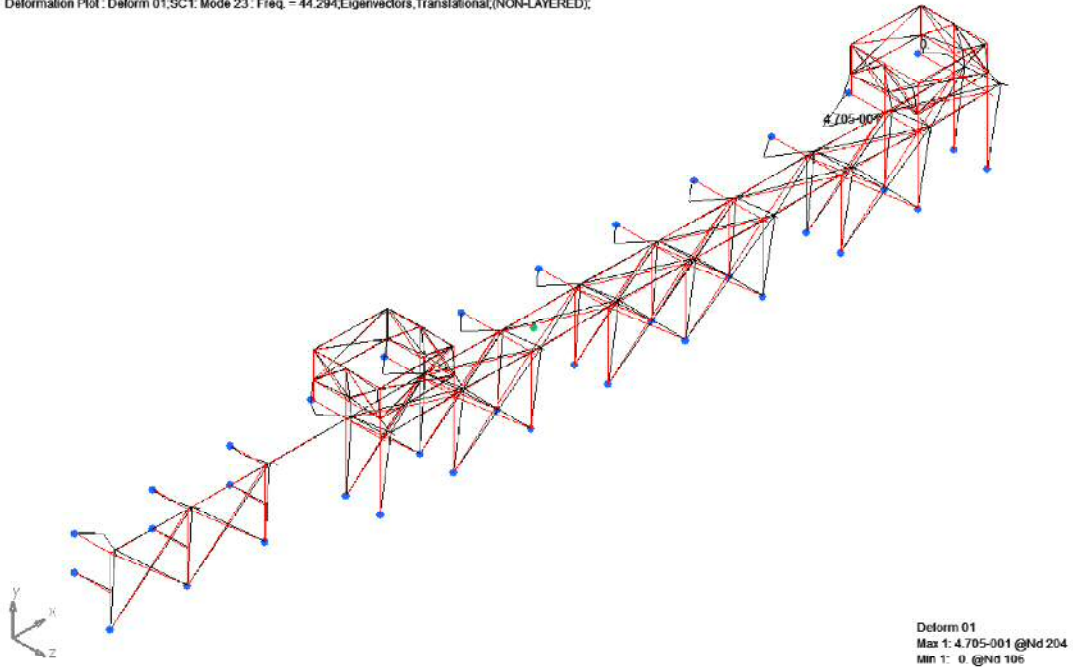 Deformation Plot : Deform 01;SC1: Mode 23 : Freq. = 44.294;Eigenvectors,Translational,(NON-LAYERED);
0.
4.705-001
y
x
z
Deform 01
Max 1: 4.705-001 @Nd 204
Min 1: 0. @Nd 106